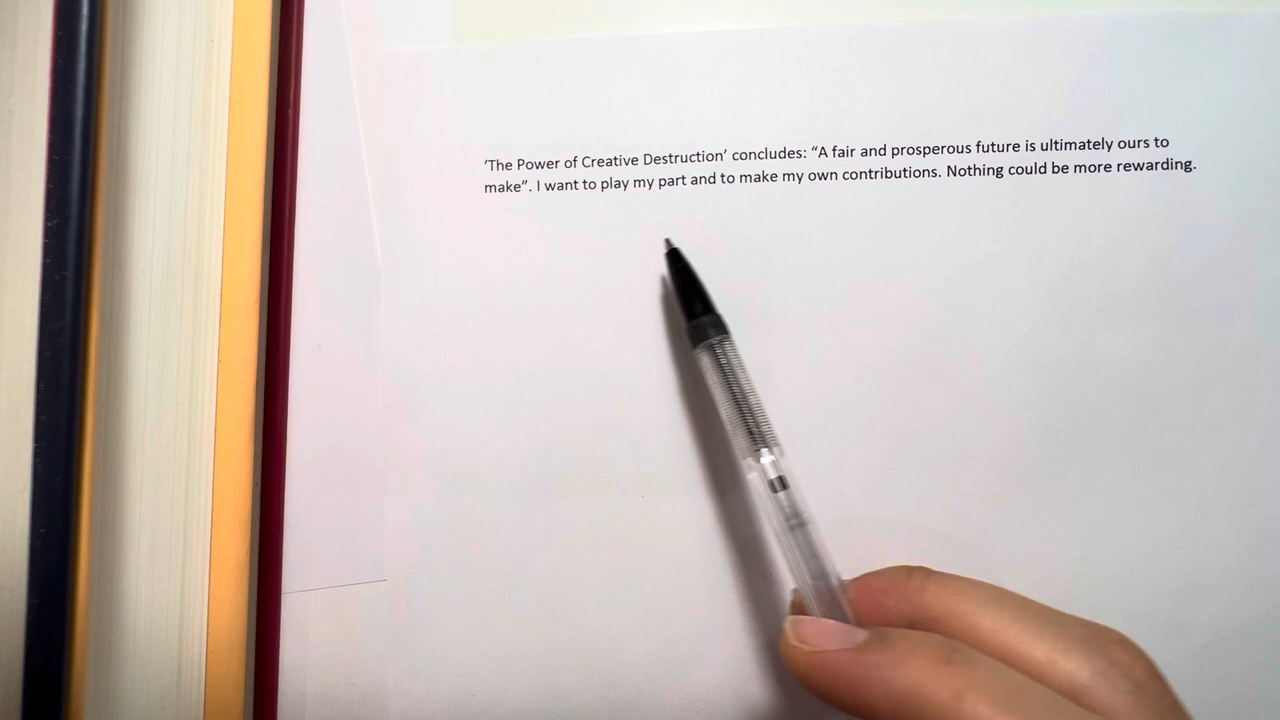 ‘The Power of Creative Destruction’ concludes: “A fair and prosperous future is ultimately ours to
make”. I want to play my part and to make my own contributions. Nothing could be more rewarding.